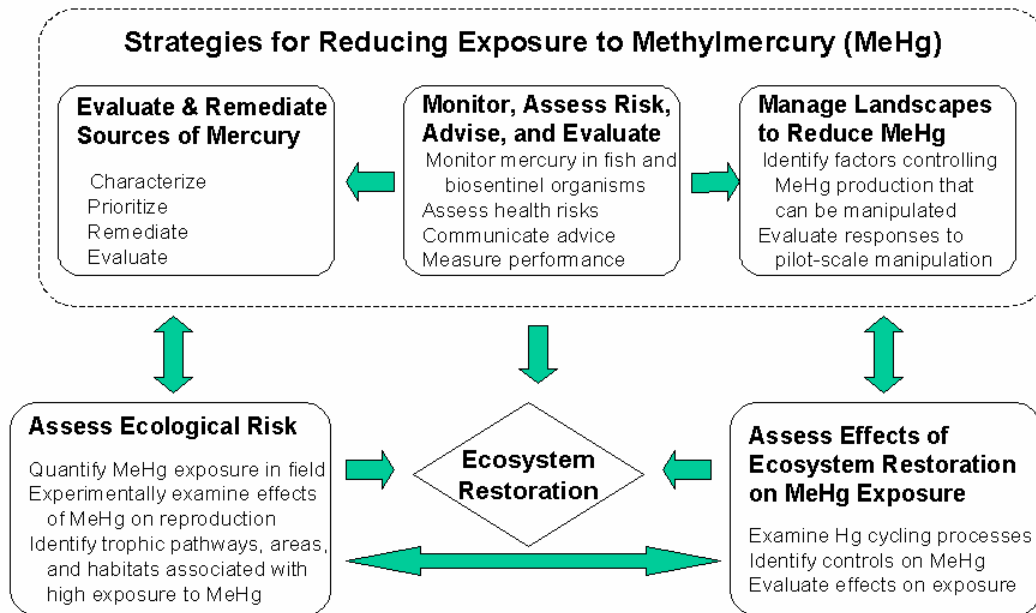 Strategies for Reducing Exposure to Methylmercury (MeHg)
Evaluate & Remediate
Sources of Mercury
Characterize
Prioritize
Remediate
Evaluate
Monitor, Assess Risk,
Advise, and Evaluate
Monitor mercury in fish and
biosentinel organisms
Assess health risks
Communicate advice
Measure performance
Manage Landscapes
to Reduce MeHg
Identify factors controlling
MeHg production that
can be manipulated
Evaluate responses to
pilot-scale manipulation
Assess Ecological Risk
Quantify MeHg exposure in field
Experimentally examine effects
of MeHg on reproduction
Identify trophic pathways, areas,
and habitats associated with
high exposure to MeHg
Ecosystem
Restoration
Assess Effects of
Ecosystem Restoration
on MeHg Exposure
Examine Hg cycling processes
Identify controls on MeHg
Evaluate effects on exposure